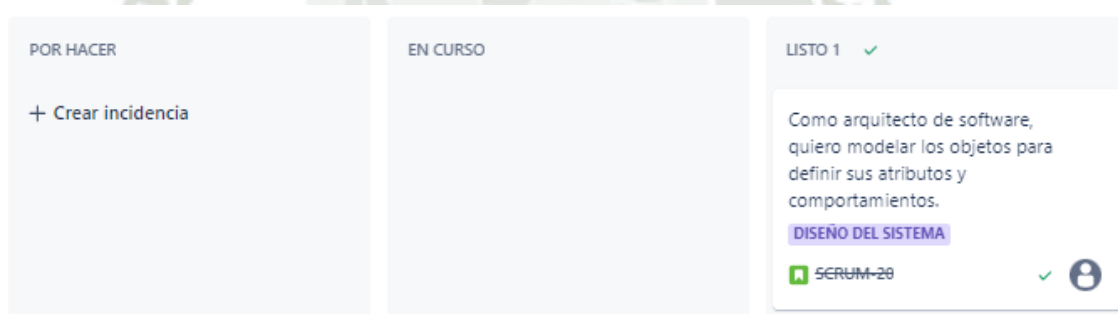 POR HACER
+ Crear incidencia
EN CURSO
LISTO 1
Como arquitecto de software,
quiero modelar los objetos para
definir sus atributos y
comportamientos.
DISEÑO DEL SISTEMA
SCRUM-20